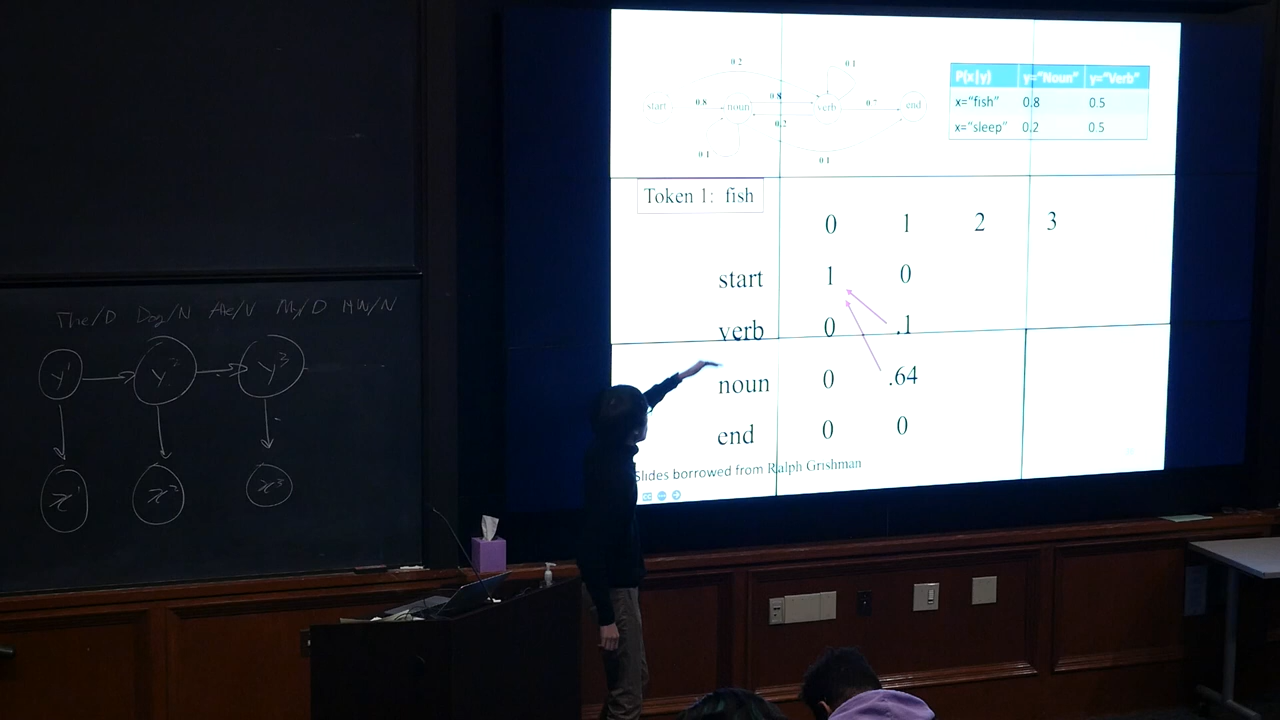 The/D Dog/N Ate/V My/D HW/N
y¹ y² y³
x¹ x² x³
0.2 0.1
start 0.8 noun 0.8 verb 0.7 end
0.2
0.1 0.1
P(x|y) y="Noun" y="Verb"
x="fish" 0.8 0.5
x="sleep" 0.2 0.5
Token 1: fish
0 1 2 3
start 1 0
verb 0 .1
noun 0 .64
end 0 0
Slides borrowed from Ralph Grishman